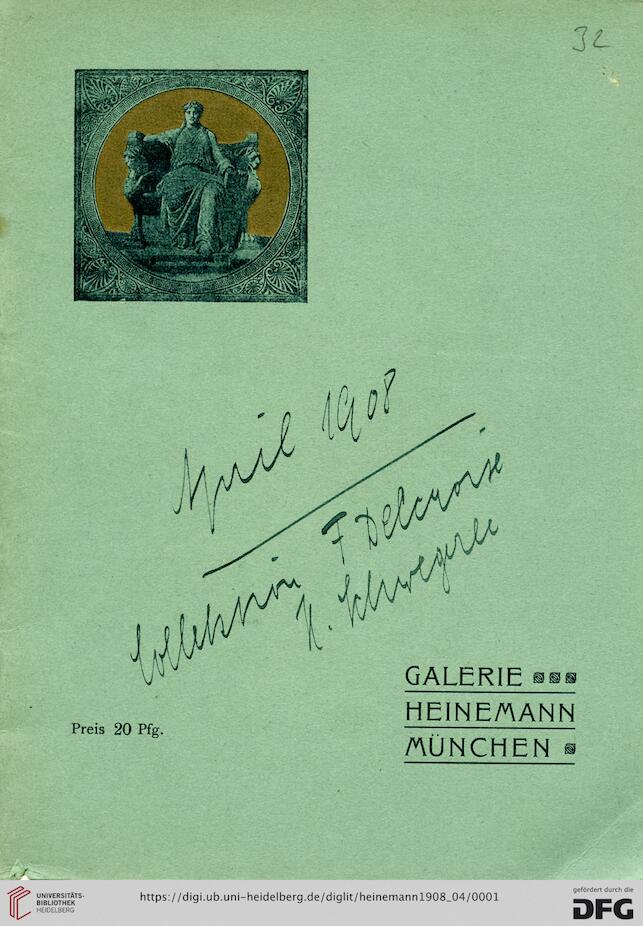 32
April 1908
Collektion F Delcroix
H. Schwegerle
GALERIE
HEINEMANN
MÜNCHEN
Preis 20 Pfg.
UNIVERSITÄTS-
BIBLIOTHEK
HEIDELBERG
https://digi.ub.uni-heidelberg.de/diglit/heinemann1908_04/0001
gefördert durch die
DFG